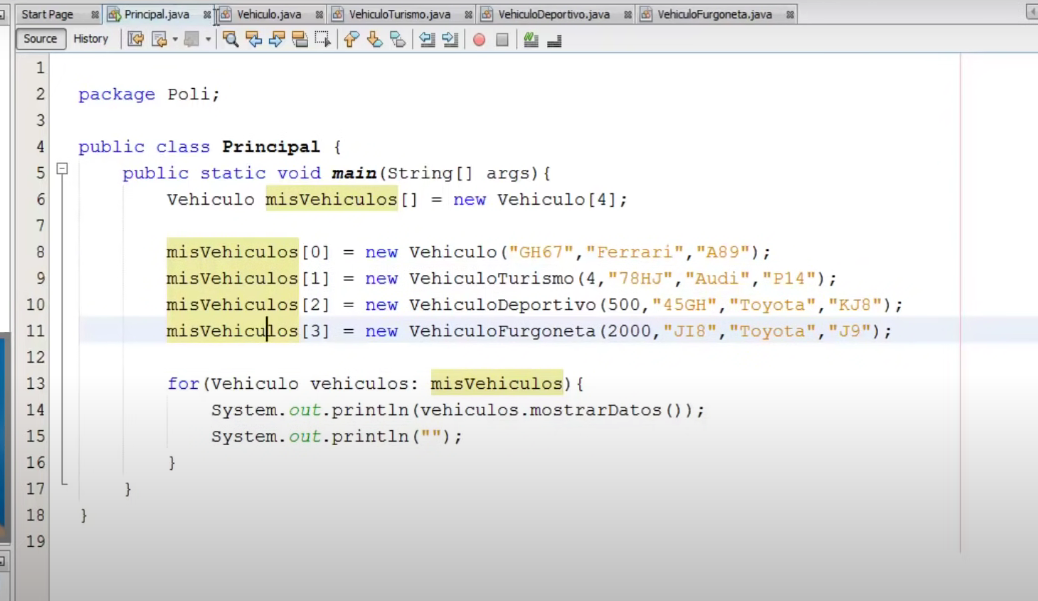 Start Page Principal.java Vehiculo.java VehiculoTurismo.java VehiculoDeportivo.java VehiculoFurgoneta.java
Source History
1
2 package Poli;
3
4 public class Principal {
5 public static void main(String[] args){
6 Vehiculo misVehiculos[] = new Vehiculo[4];
7
8 misVehiculos[0] = new Vehiculo("GH67","Ferrari","A89");
9 misVehiculos[1] = new VehiculoTurismo(4,"78HJ","Audi","P14");
10 misVehiculos[2] = new VehiculoDeportivo(500,"45GH","Toyota","KJ8");
11 misVehiculos[3] = new VehiculoFurgoneta(2000,"JI8","Toyota","J9");
12
13 for(Vehiculo vehiculos: misVehiculos){
14 System.out.println(vehiculos.mostrarDatos());
15 System.out.println("");
16 }
17 }
18 }
19